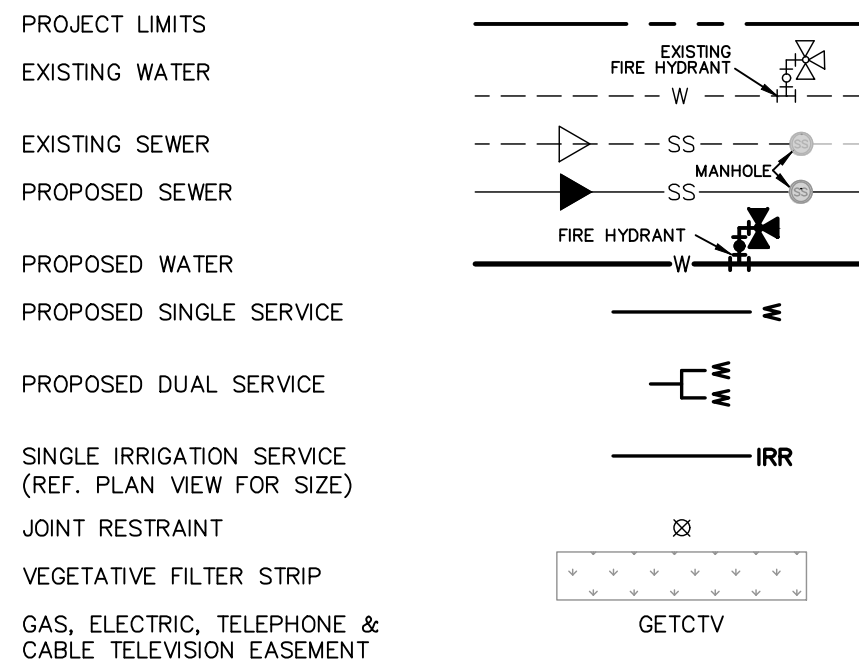 PROJECT LIMITS
EXISTING WATER
EXISTING
FIRE HYDRANT
W
EXISTING SEWER
SS
SS
MANHOLE
PROPOSED SEWER
SS
SS
FIRE HYDRANT
PROPOSED WATER
W
PROPOSED SINGLE SERVICE
W
PROPOSED DUAL SERVICE
W
W
SINGLE IRRIGATION SERVICE
(REF. PLAN VIEW FOR SIZE)
IRR
JOINT RESTRAINT
VEGETATIVE FILTER STRIP
GAS, ELECTRIC, TELEPHONE &
CABLE TELEVISION EASEMENT
GETCTV